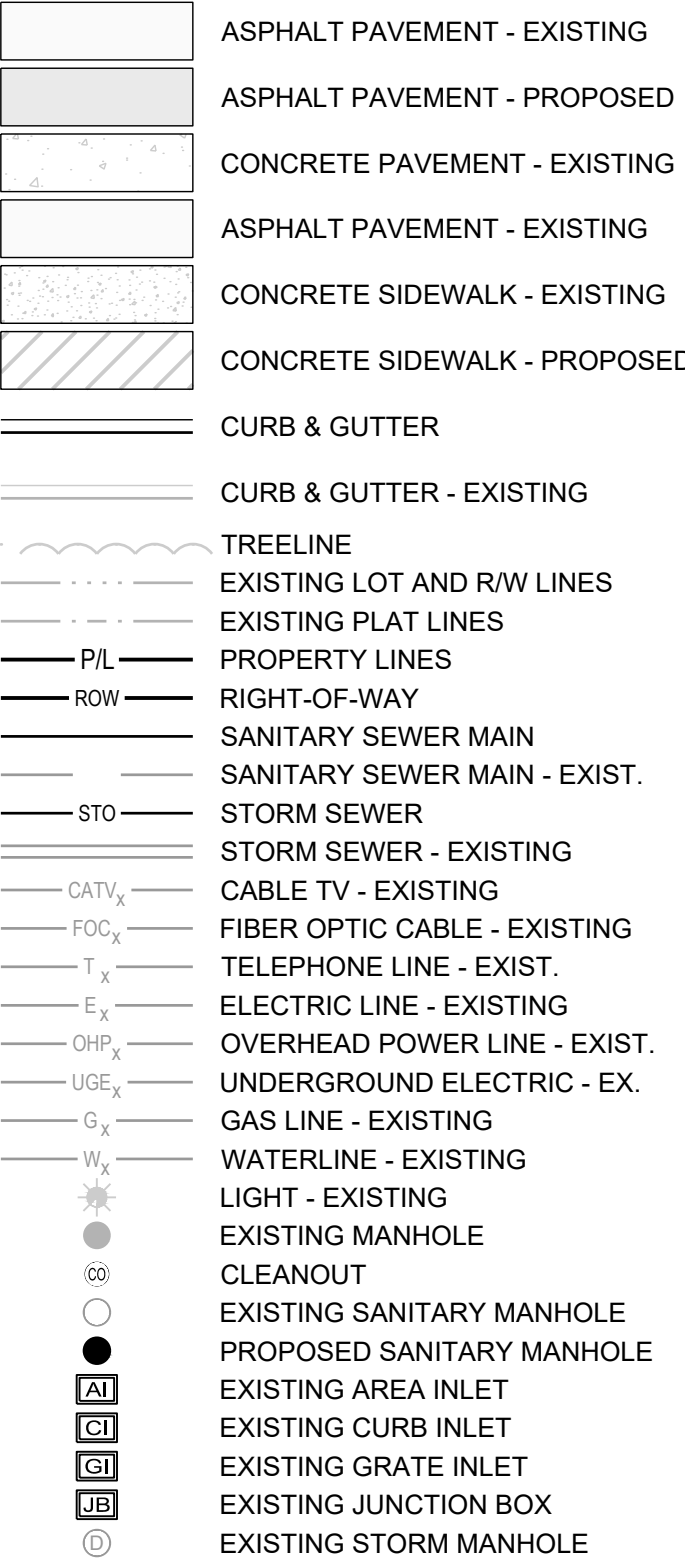 ASPHALT PAVEMENT - EXISTING
ASPHALT PAVEMENT - PROPOSED
CONCRETE PAVEMENT - EXISTING
ASPHALT PAVEMENT - EXISTING
CONCRETE SIDEWALK - EXISTING
CONCRETE SIDEWALK - PROPOSED
CURB & GUTTER
CURB & GUTTER - EXISTING
TREELINE
EXISTING LOT AND R/W LINES
EXISTING PLAT LINES
P/L PROPERTY LINES
ROW RIGHT-OF-WAY
SANITARY SEWER MAIN
SANITARY SEWER MAIN - EXIST.
STO STORM SEWER
STORM SEWER - EXISTING
CATVX CABLE TV - EXISTING
FOCX FIBER OPTIC CABLE - EXISTING
T X TELEPHONE LINE - EXIST.
E X ELECTRIC LINE - EXISTING
OHPX OVERHEAD POWER LINE - EXIST.
UGEX UNDERGROUND ELECTRIC - EX.
G X GAS LINE - EXISTING
WX WATERLINE - EXISTING
LIGHT - EXISTING
EXISTING MANHOLE
CO CLEANOUT
EXISTING SANITARY MANHOLE
PROPOSED SANITARY MANHOLE
AI EXISTING AREA INLET
CI EXISTING CURB INLET
GI EXISTING GRATE INLET
JB EXISTING JUNCTION BOX
D EXISTING STORM MANHOLE